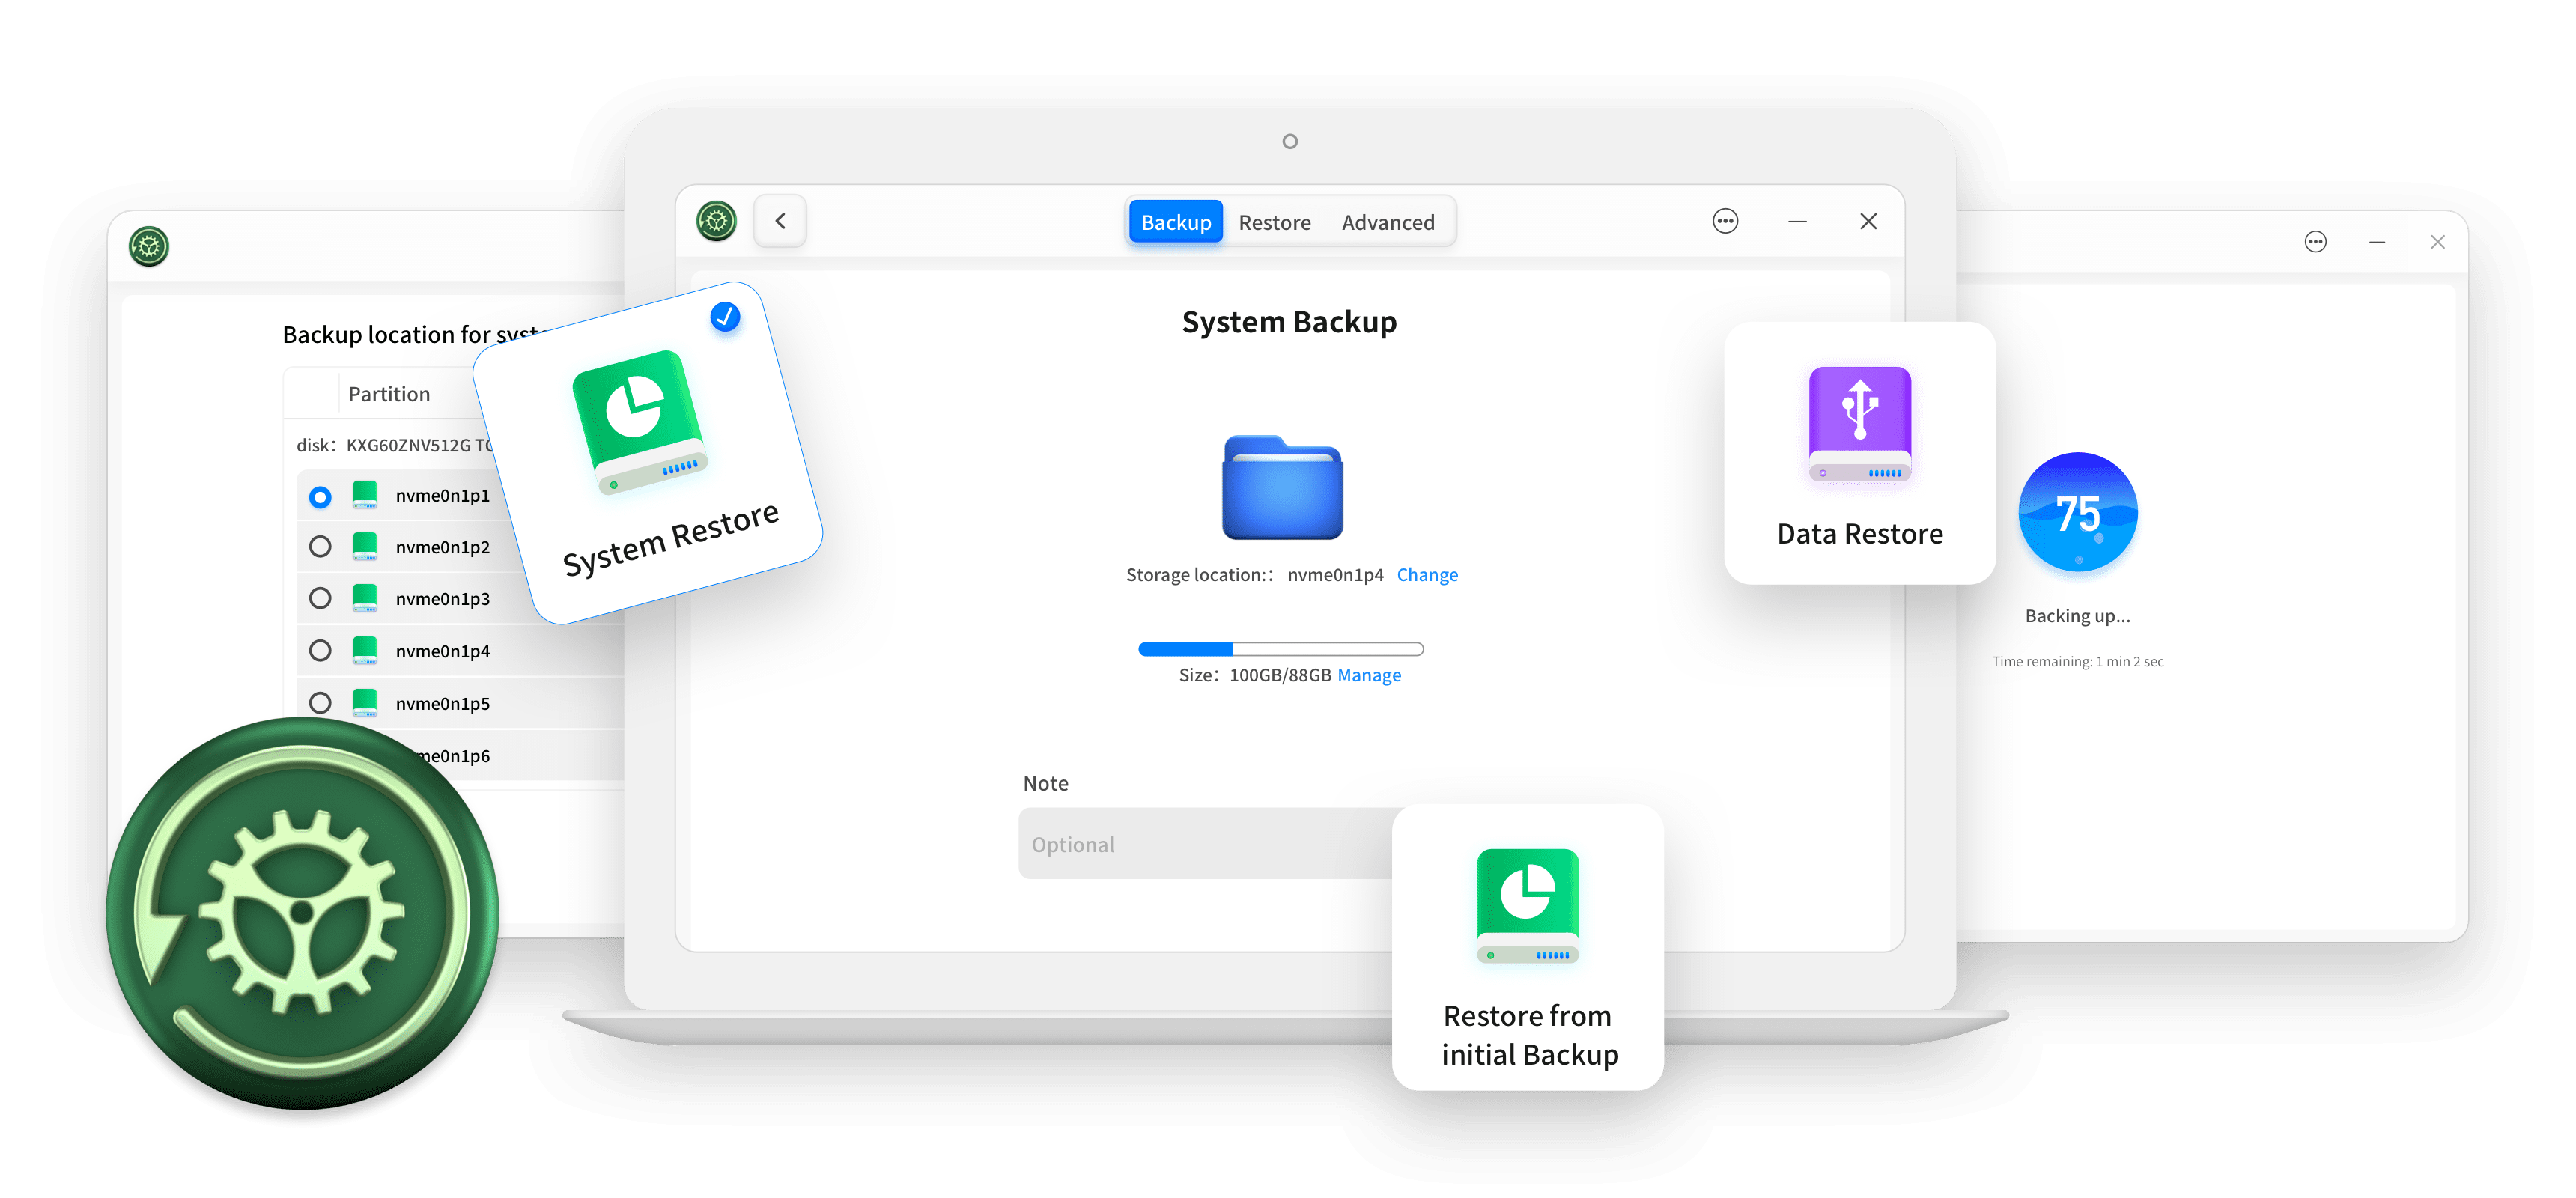 Backup location for syst
Partition
disk： KXG60ZNV512G
nvme0n1p1
nvme0n1p2
nvme0n1p3
nvme0n1p4
nvme0n1p5
me0n1p6
System Restore
Backup Restore Advanced
System Backup
Storage location:： nvme0n1p4 Change
Size： 100GB/88GB Manage
Note
Optional
Data Restore
Restore from
initial Backup
75
Backing up...
Time remaining: 1 min 2 sec